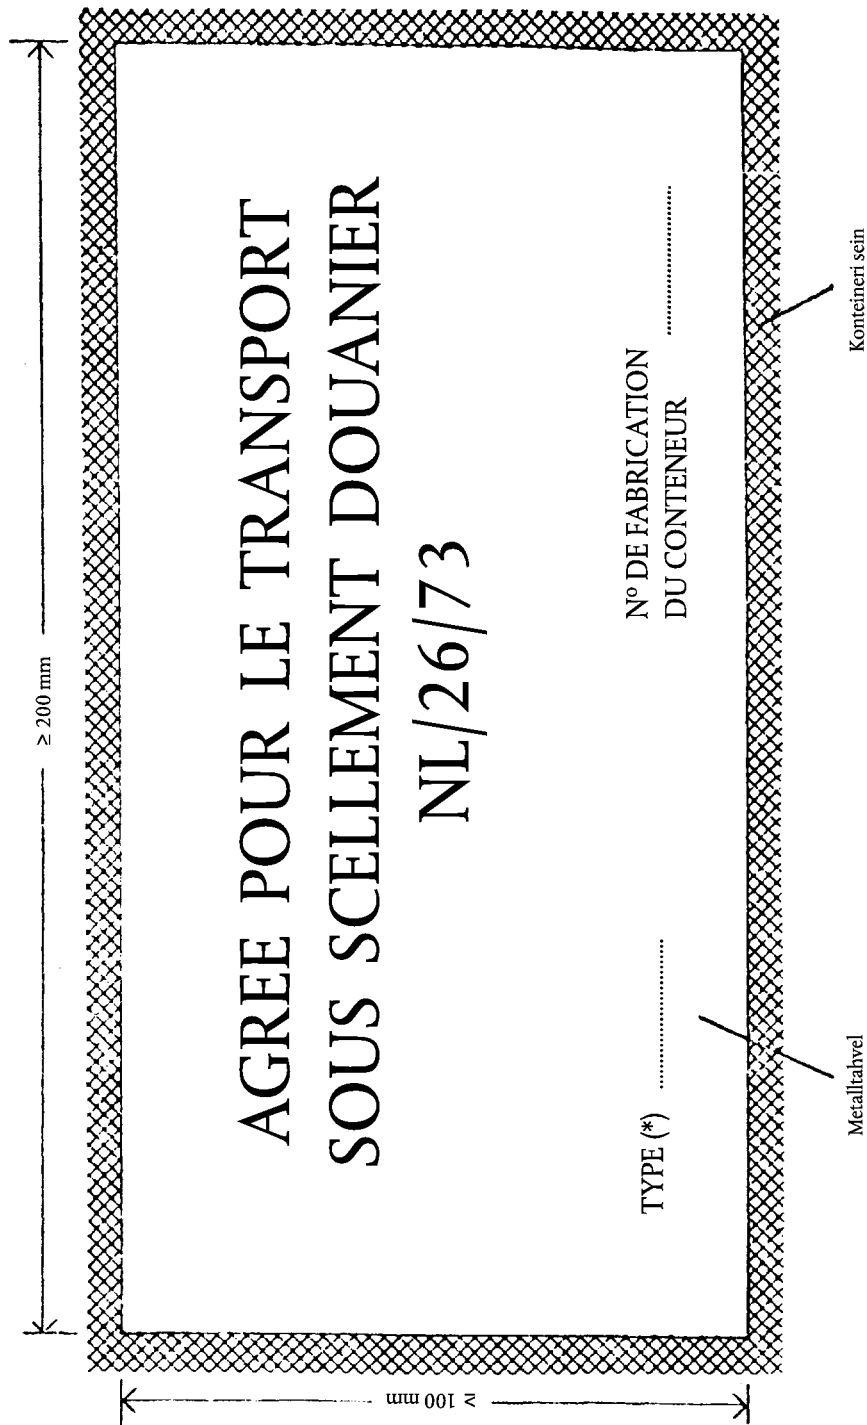 ≥ 200 mm
≥ 100 mm
AGREE POUR LE TRANSPORT
SOUS SCELLEMENT DOUANIER
NL/26/73
TYPE (*) ....................
Nº DE FABRICATION
DU CONTENEUR ....................
Metalltahvel
Konteineri sein